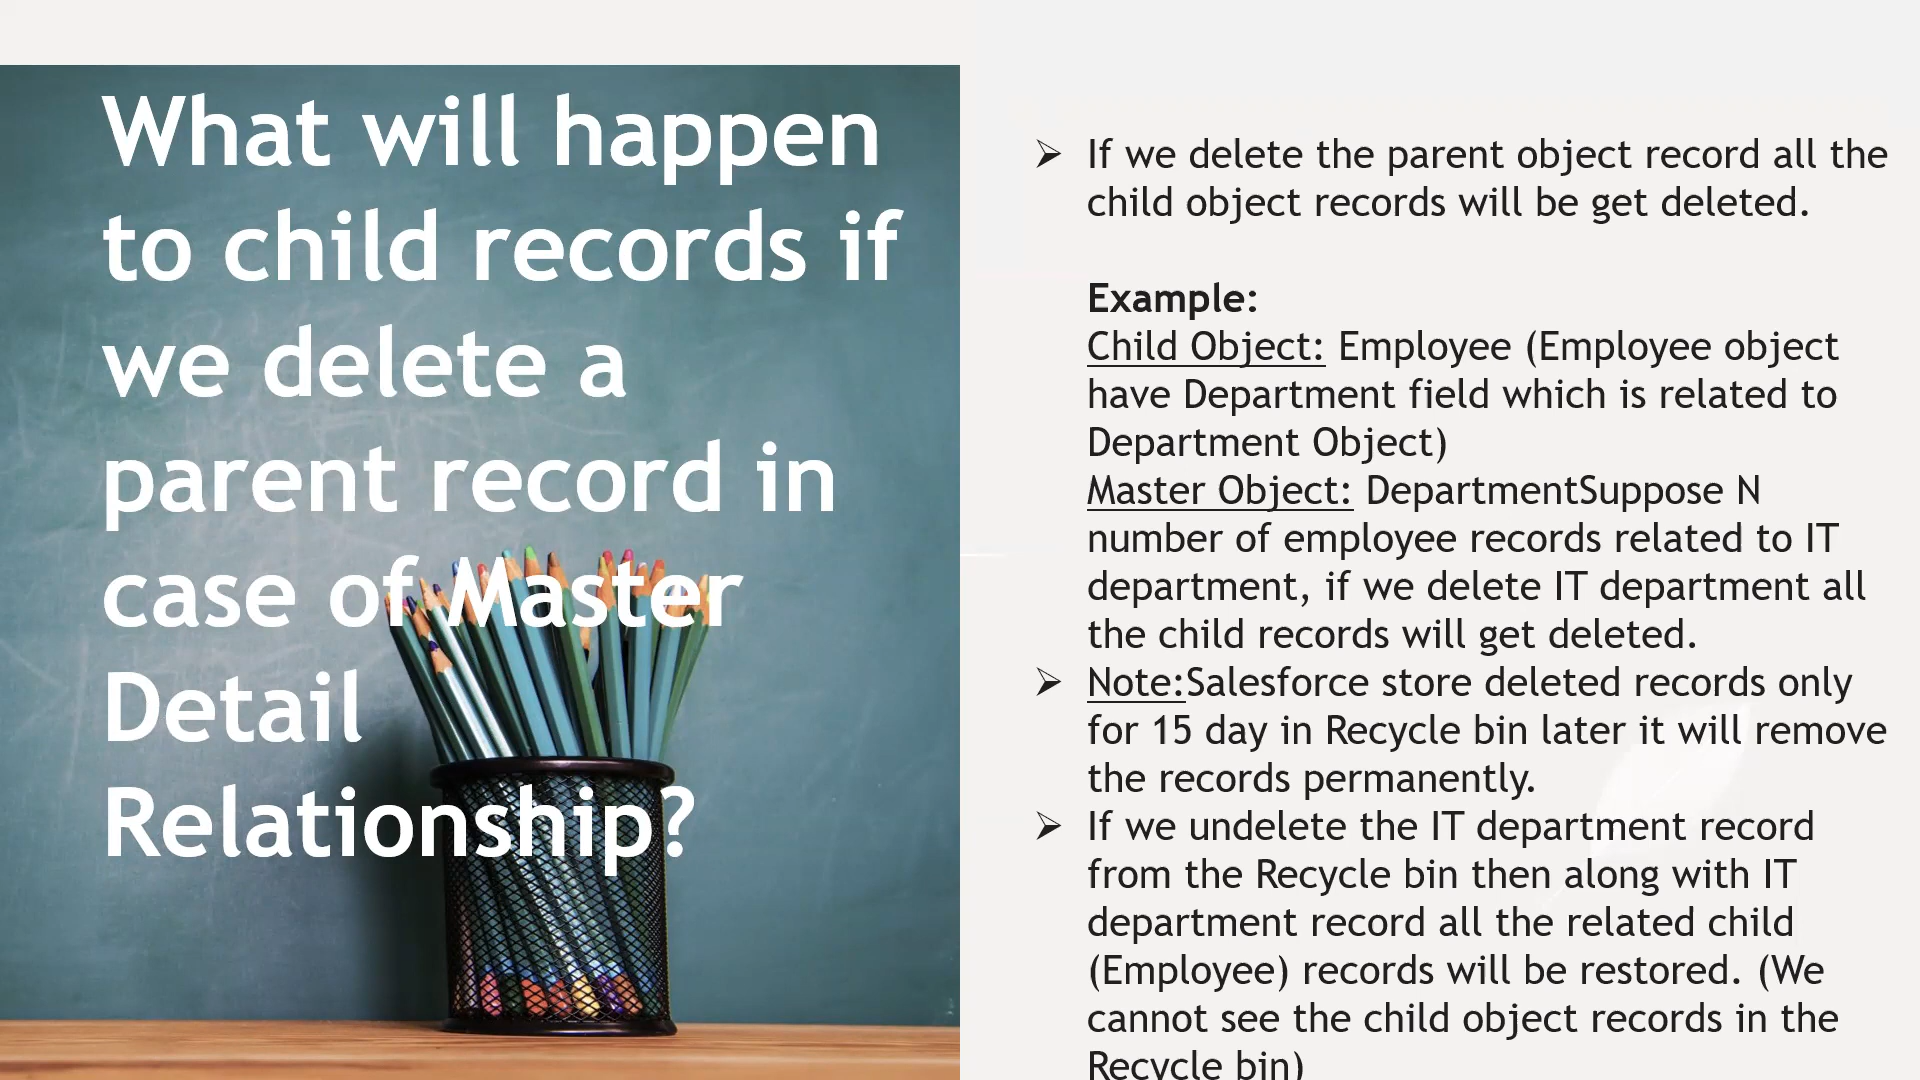 What will happen
to child records if
we delete a
parent record in
case of Master
Detail
Relationship?
➢ If we delete the parent object record all the
child object records will be get deleted.
Example:
Child Object: Employee (Employee object
have Department field which is related to
Department Object)
Master Object: DepartmentSuppose N
number of employee records related to IT
department, if we delete IT department all
the child records will get deleted.
➢ Note:Salesforce store deleted records only
for 15 day in Recycle bin later it will remove
the records permanently.
➢ If we undelete the IT department record
from the Recycle bin then along with IT
department record all the related child
(Employee) records will be restored. (We
cannot see the child object records in the
Recycle bin)